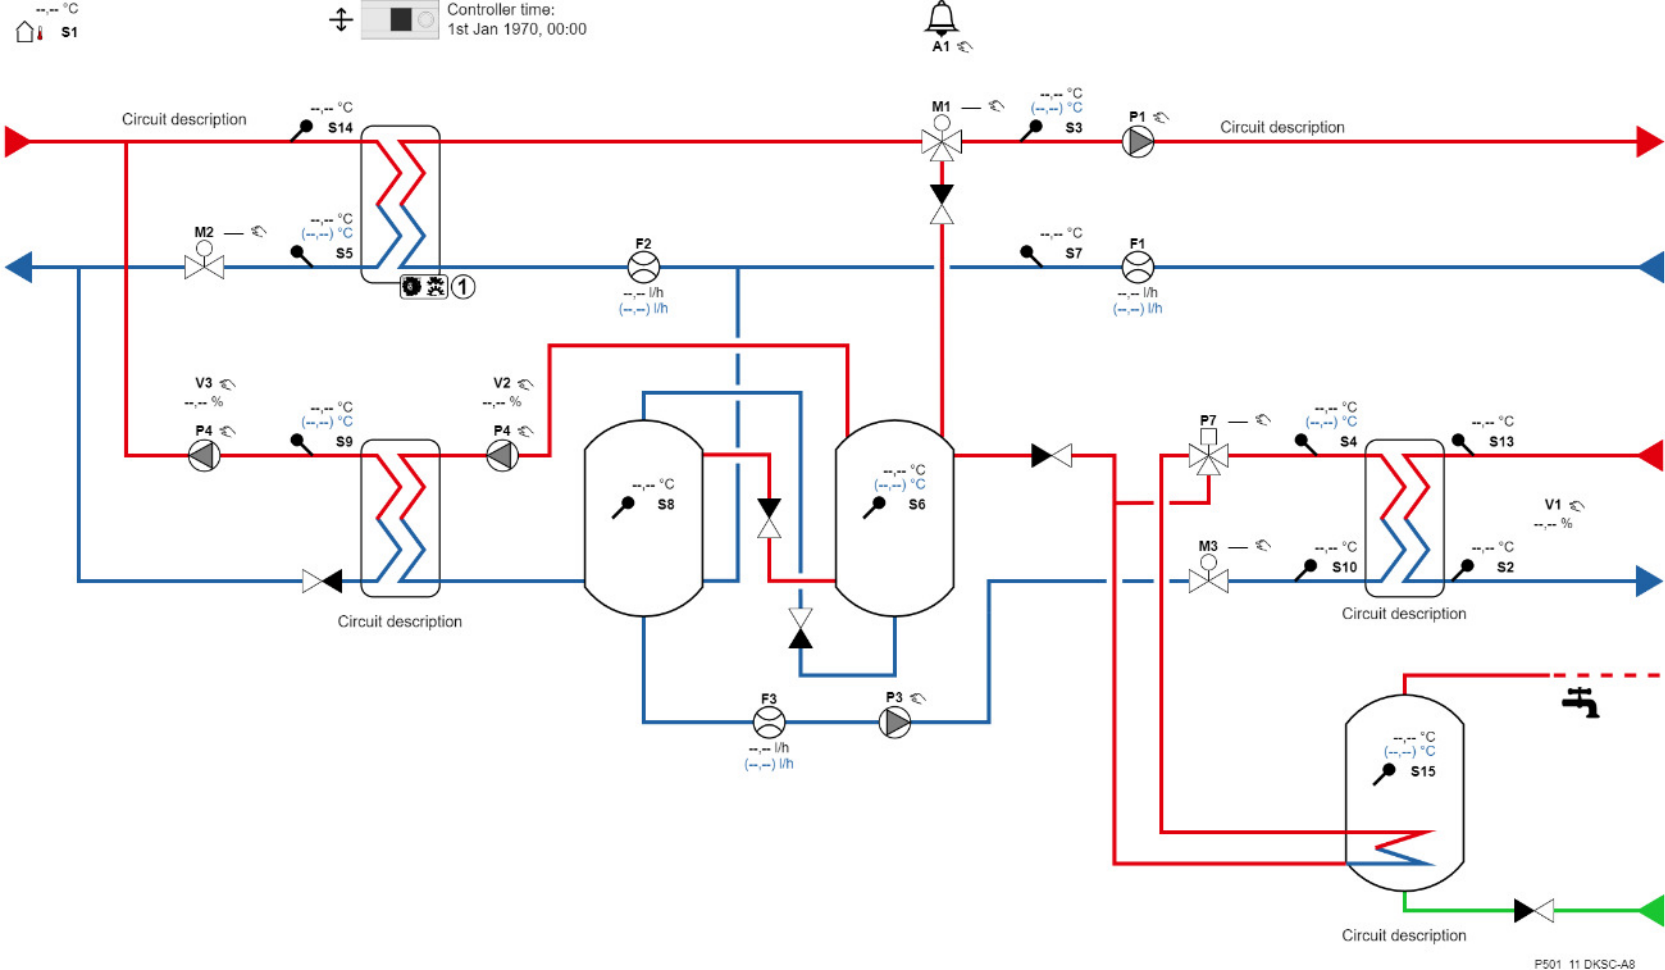 --,-- °C
S1
Controller time:
1st Jan 1970, 00:00
A1
Circuit description
--,-- °C
S14
M1 —
--,-- °C
(--,--) °C
S3
P1
Circuit description
M2 —
--,-- °C
(--,--) °C
S5
F2
--,-- l/h
(--,--) l/h
--,-- °C
S7
F1
--,-- l/h
(--,--) l/h
1
V3
--,-- %
P4
--,-- °C
(--,--) °C
S9
V2
--,-- %
P4
--,-- °C
S8
--,-- °C
(--,--) °C
S6
P7 —
--,-- °C
(--,--) °C
S4
--,-- °C
S13
V1
--,-- %
M3 —
--,-- °C
S10
--,-- °C
S2
Circuit description
Circuit description
F3
--,-- l/h
(--,--) l/h
P3
--,-- °C
(--,--) °C
S15
Circuit description
P501 11 DKSC-A8